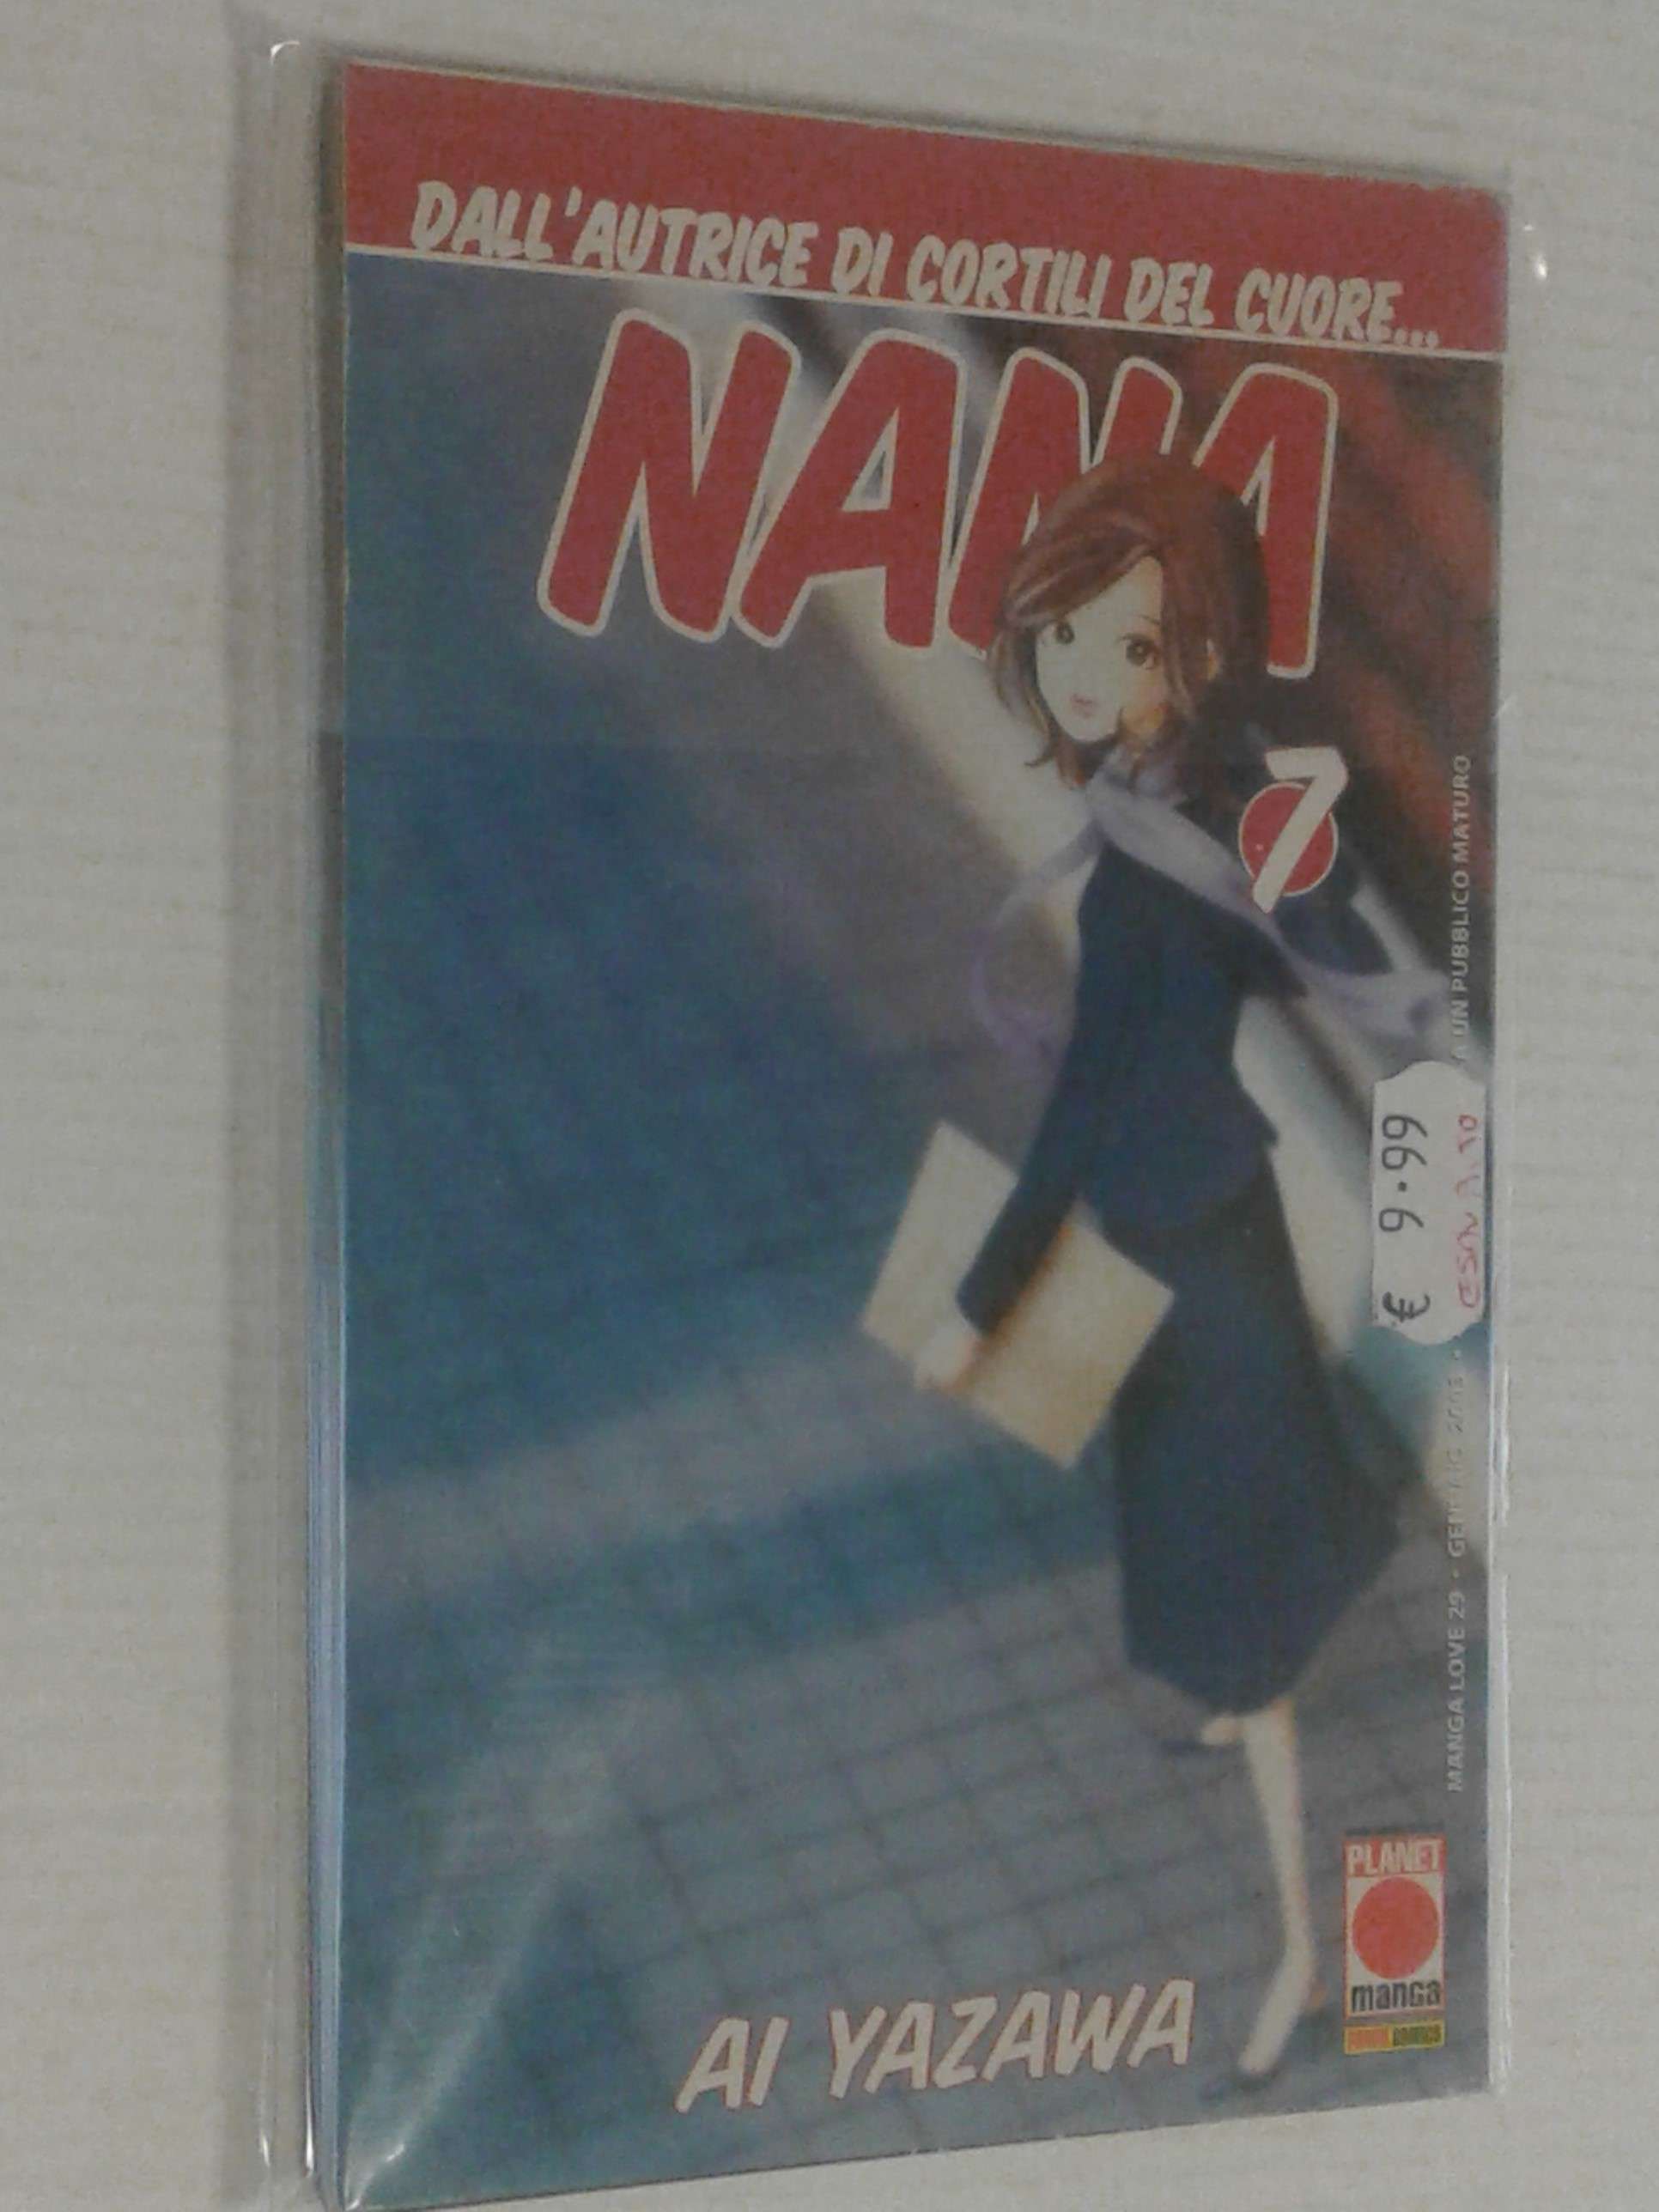 DALL'AUTRICE DI CORTILI DEL CUORE...
NANA
7
A UN PUBBLICO MATURO
€ 9.99
MANGA LOVE 29 •
PLANET
manga
COMICS
AI YAZAWA